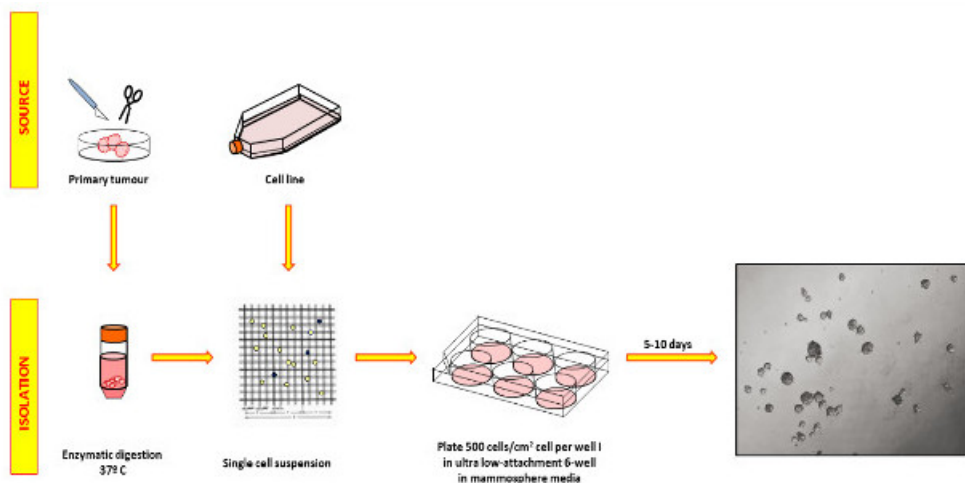 SOURCE
Primary tumour
Cell line
ISOLATION
5-10 days
Enzymatic digestion
37º C
Single cell suspension
Plate 500 cells/cm² cell per well I
in ultra low-attachment 6-well
in mammosphere media